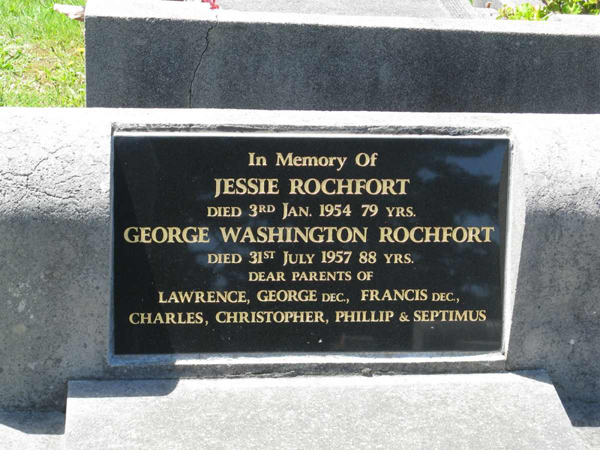 In Memory Of
JESSIE ROCHFORT
DIED 3RD JAN. 1954 79 YRS.
GEORGE WASHINGTON ROCHFORT
DIED 31ST JULY 1957 88 YRS.
DEAR PARENTS OF
LAWRENCE, GEORGE DEC., FRANCIS DEC.,
CHARLES, CHRISTOPHER, PHILLIP & SEPTIMUS